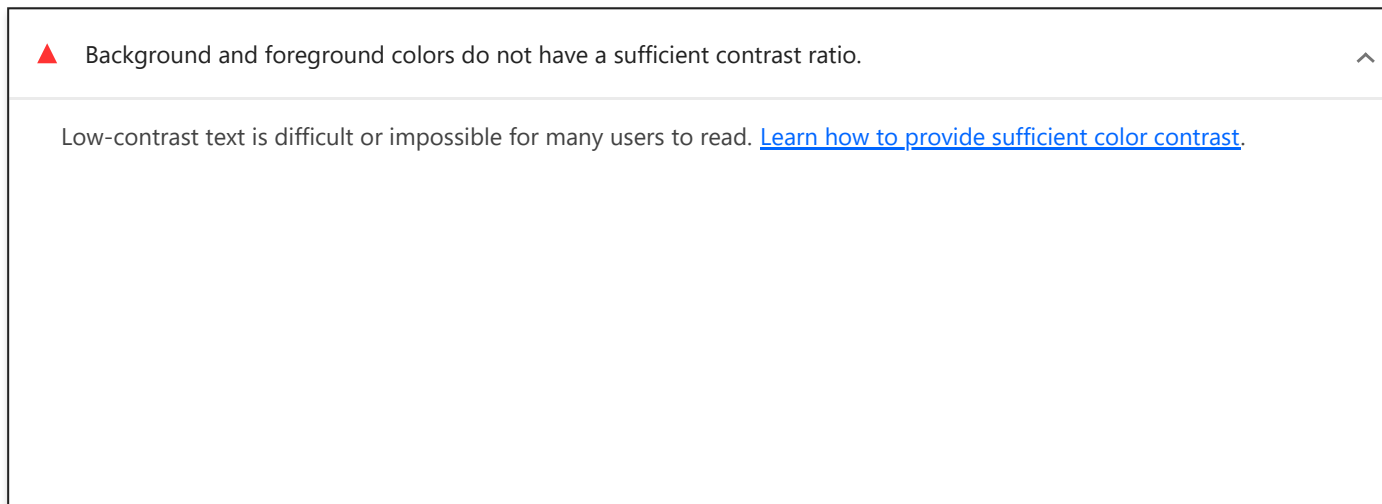 Background and foreground colors do not have a sufficient contrast ratio.
Low-contrast text is difficult or impossible for many users to read. Learn how to provide sufficient color contrast.